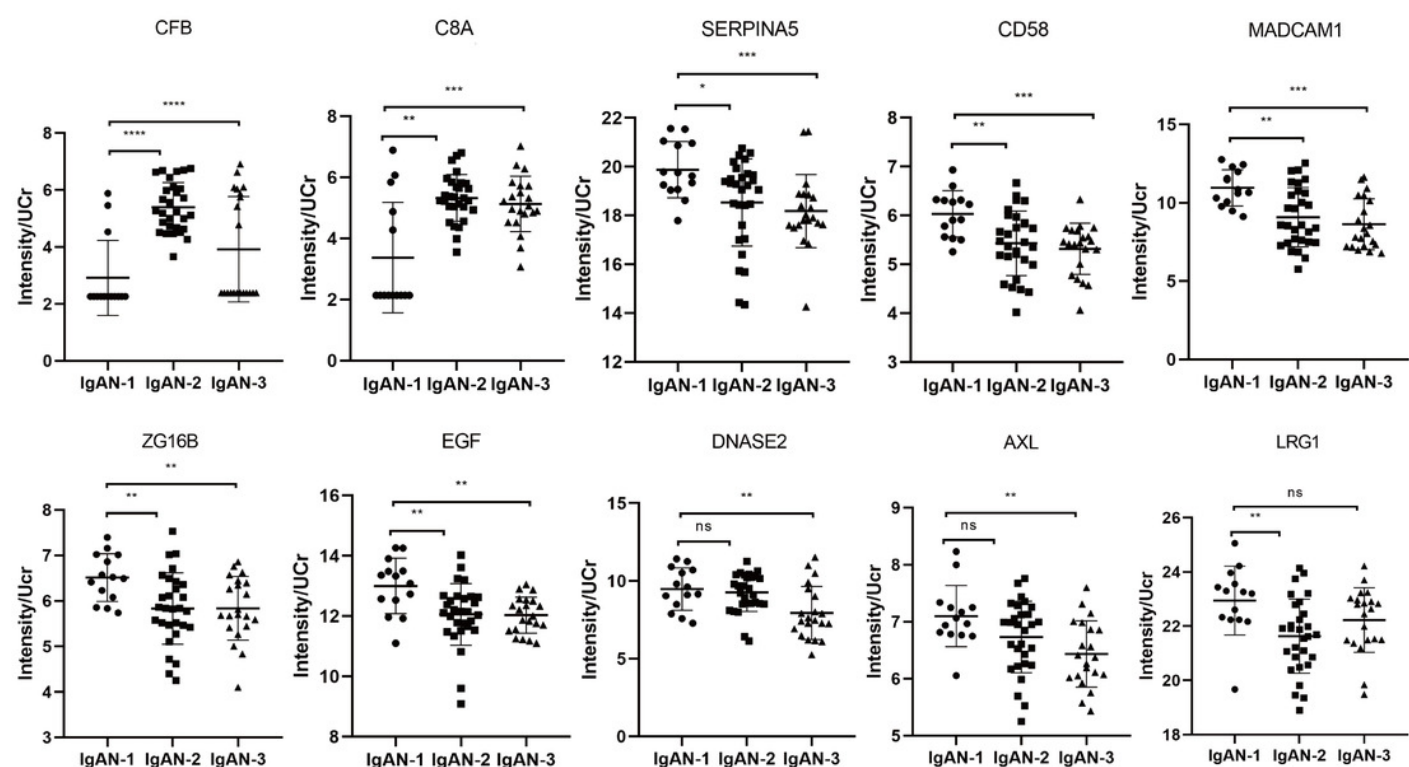 CFB
C8A
SERPINA5
CD58
MADCAM1
****
****
Intensity/UCr
8
6
4
2
0
IgAN-1 IgAN-2 IgAN-3
***
**
Intensity/UCr
8
6
4
2
0
IgAN-1 IgAN-2 IgAN-3
***
*
Intensity/UCr
22
20
18
16
14
12
IgAN-1 IgAN-2 IgAN-3
***
**
Intensity/UCr
8
7
6
5
4
3
IgAN-1 IgAN-2 IgAN-3
***
**
Intensity/UCr
15
10
5
0
IgAN-1 IgAN-2 IgAN-3
ZG16B
EGF
DNASE2
AXL
LRG1
**
**
Intensity/Ucr
8
7
6
5
4
3
IgAN-1 IgAN-2 IgAN-3
**
**
Intensity/UCr
16
14
12
10
8
IgAN-1 IgAN-2 IgAN-3
**
ns
Intensity/UCr
15
10
5
0
IgAN-1 IgAN-2 IgAN-3
**
ns
Intensity/UCr
9
8
7
6
5
IgAN-1 IgAN-2 IgAN-3
ns
**
Intensity/UCr
26
24
22
20
18
IgAN-1 IgAN-2 IgAN-3